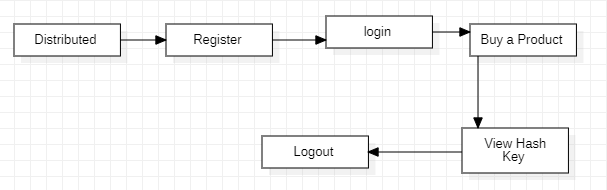 Distributed
Register
login
Buy a Product
View Hash
Key
Logout